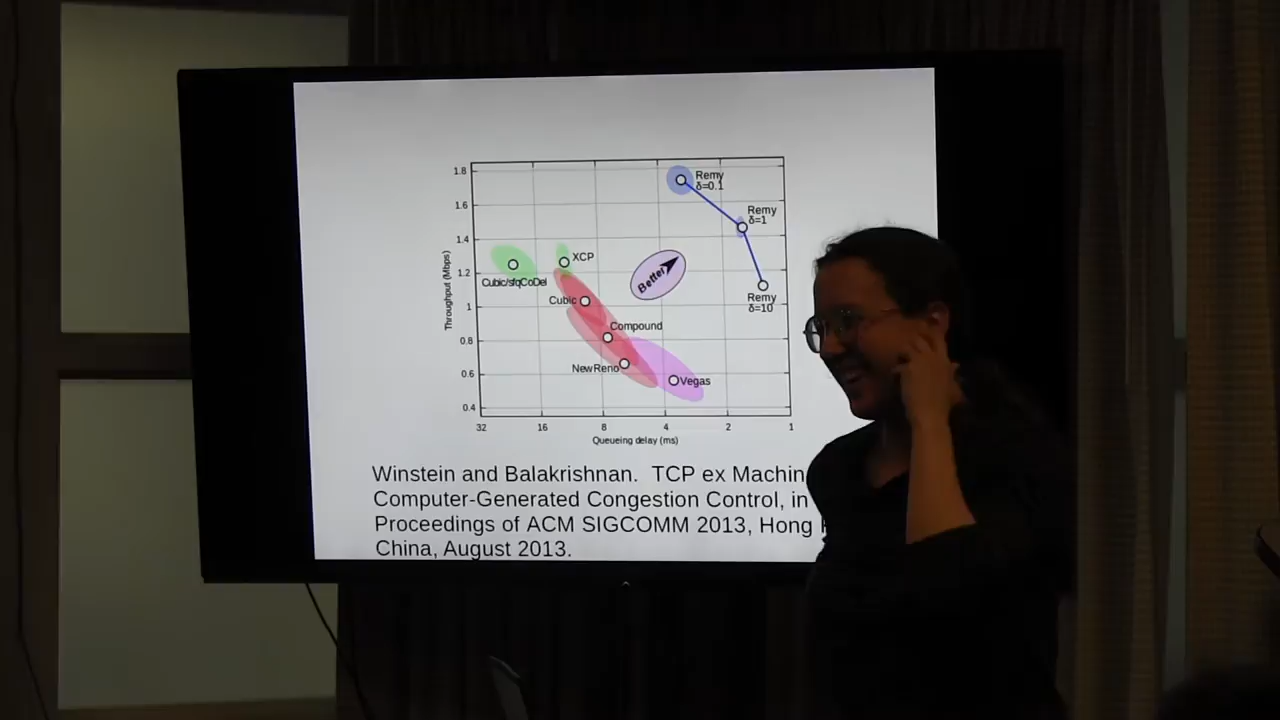 1.8
1.6
1.4
1.2
1
0.8
0.6
0.4
Throughput (Mbps)
Remy
δ=0.1
Remy
δ=1
Remy
δ=10
XCP
Cubic/sfqCoDel
Better
Cubic
Compound
NewReno
Vegas
32 16 8 4 2 1
Queueing delay (ms)
Winstein and Balakrishnan. TCP ex Machin
Computer-Generated Congestion Control, in
Proceedings of ACM SIGCOMM 2013, Hong
China, August 2013.